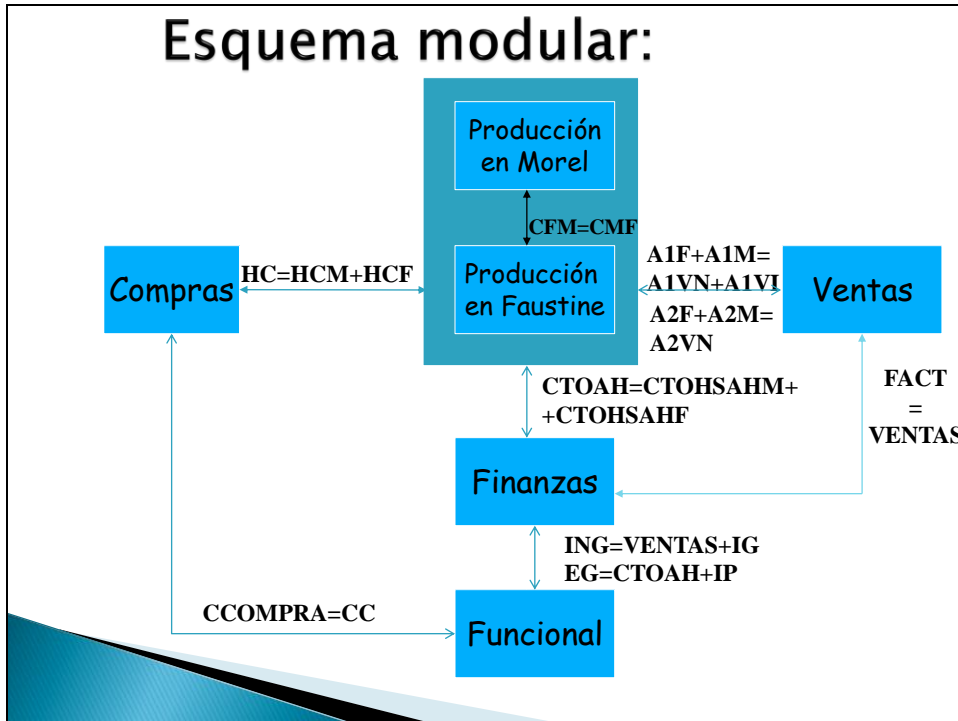 Esquema modular:
Producción
en Morel
CFM=CMF
Producción
en Faustine
Compras
HC=HCM+HCF
A1F+A1M=
A1VN+A1VI
A2F+A2M=
A2VN
Ventas
CTOAH=CTOHSAHM+
+CTOHSAHF
FACT
=
VENTAS
Finanzas
ING=VENTAS+IG
EG=CTOAH+IP
CCOMPRA=CC
Funcional